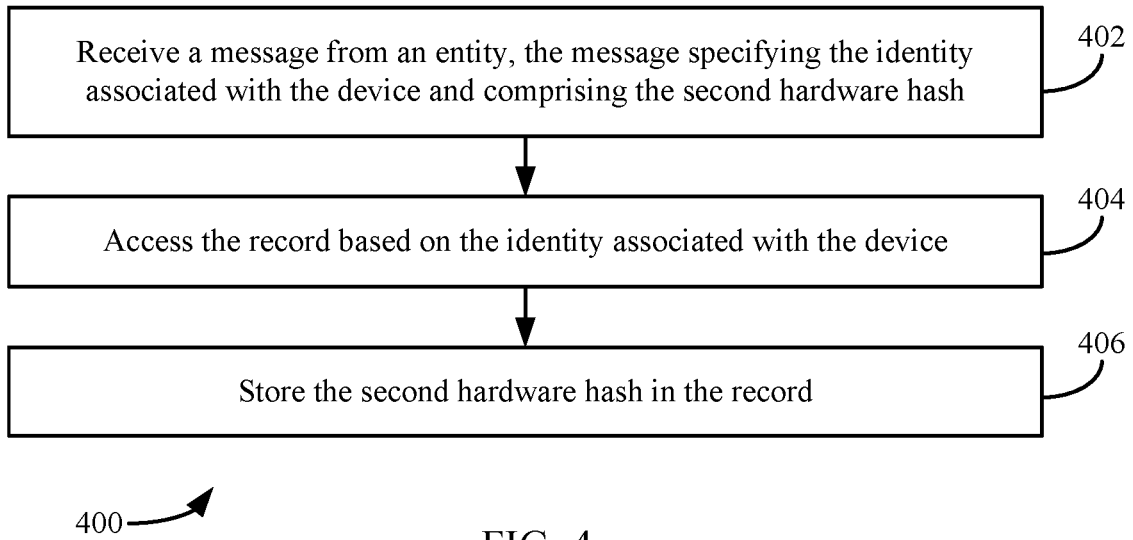 Receive a message from an entity, the message specifying the identity
associated with the device and comprising the second hardware hash
402
Access the record based on the identity associated with the device
404
Store the second hardware hash in the record
406
400
FIG. 4